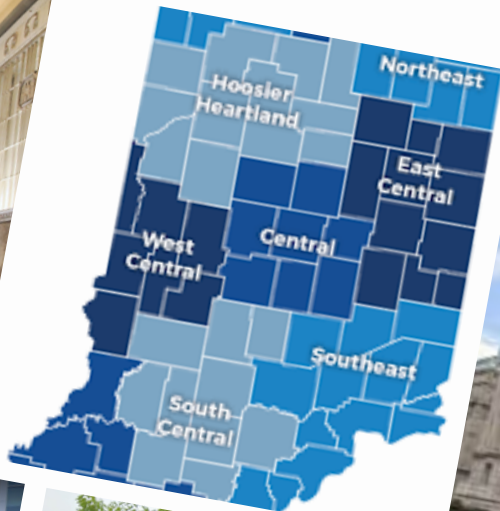 Northeast
Hoosier
Heartland
East
Central
West
Central
Central
Southeast
South
Central